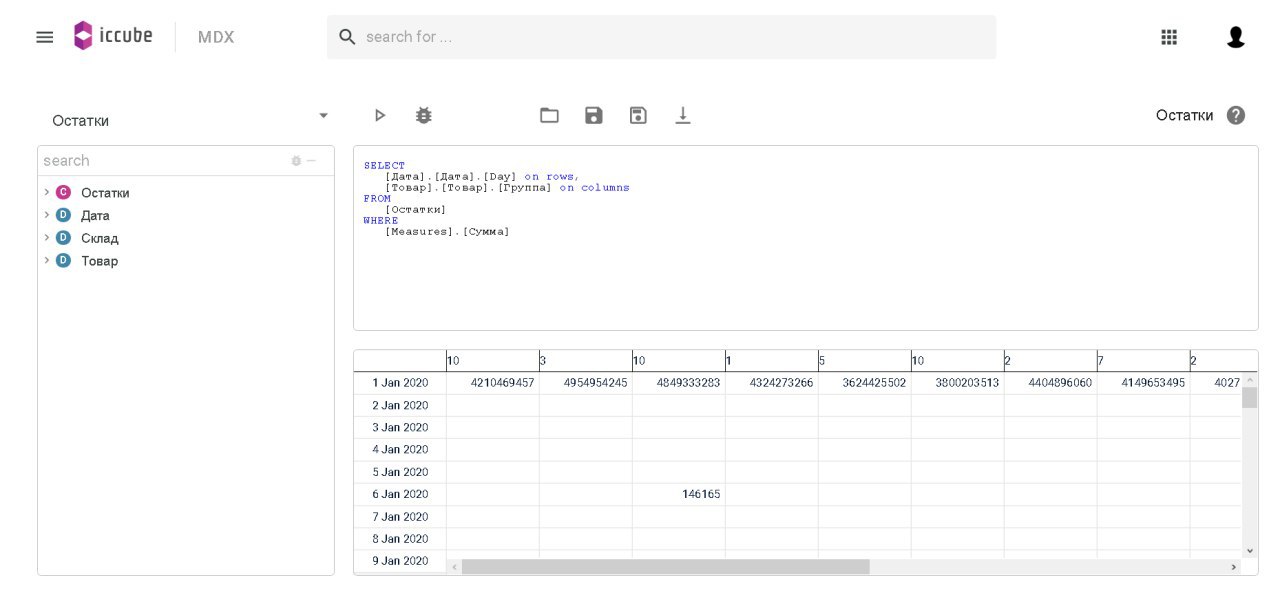 iccube MDX search for ...
Остатки
Остатки
search
Остатки
Дата
Склад
Товар
SELECT
[Дата].[Дата].[Day] on rows,
[Товар].[Товар].[Группа] on columns
FROM
[Остатки]
WHERE
[Measures].[Сумма]
10 3 10 1 5 10 2 7 2
1 Jan 2020 4210469457 4954954245 4849333283 4324273266 3624425502 3800203513 4404896060 4149653495 4027
2 Jan 2020
3 Jan 2020
4 Jan 2020
5 Jan 2020
6 Jan 2020 146165
7 Jan 2020
8 Jan 2020
9 Jan 2020